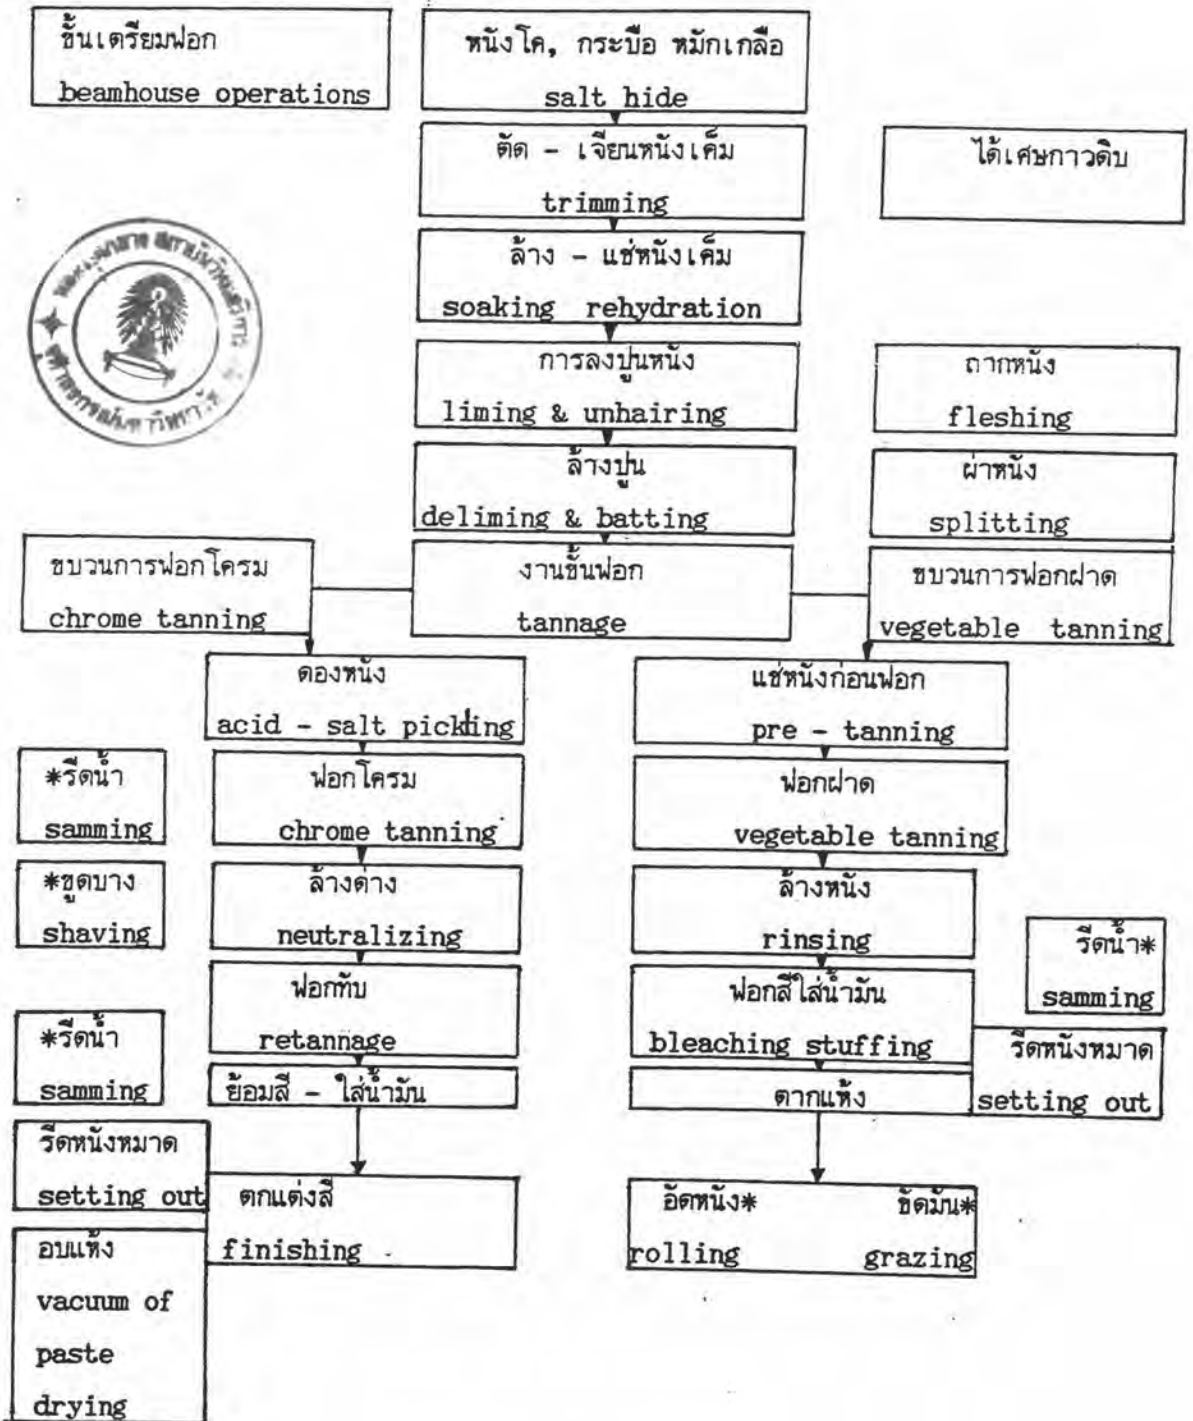 ขั้นเตรียมฟอก
beamhouse operations
หนังโค, กระบือ หมักเกลือ
salt hide
ตัด - เจียนหนังเค็ม
trimming
ได้เศษกาวดิบ
ล้าง - แช่หนังเค็ม
soaking rehydration
การลงปูนหนัง
liming & unhairing
ถากหนัง
fleshing
ล้างปูน
deliming & batting
ผ่าหนัง
splitting
ขบวนการฟอกโครม
chrome tanning
งานขั้นฟอก
tannage
ขบวนการฟอกฝาด
vegetable tanning
ดองหนัง
acid - salt pickling
แช่หนังก่อนฟอก
pre - tanning
*รีดน้ำ
samming
ฟอกโครม
chrome tanning
ฟอกฝาด
vegetable tanning
*ขูดบาง
shaving
ล้างด่าง
neutralizing
ล้างหนัง
rinsing
รีดน้ำ*
samming
*รีดน้ำ
samming
ฟอกทับ
retannage
ฟอกสีใส่น้ำมัน
bleaching stuffing
รีดหนังหมาด
setting out
ย้อมสี - ใส่น้ำมัน
ตากแห้ง
รีดหนังหมาด
setting out
ตกแต่งสี
finishing
อัดหนัง* ขัดมัน*
rolling grazing
อบแห้ง
vacuum of
paste
drying